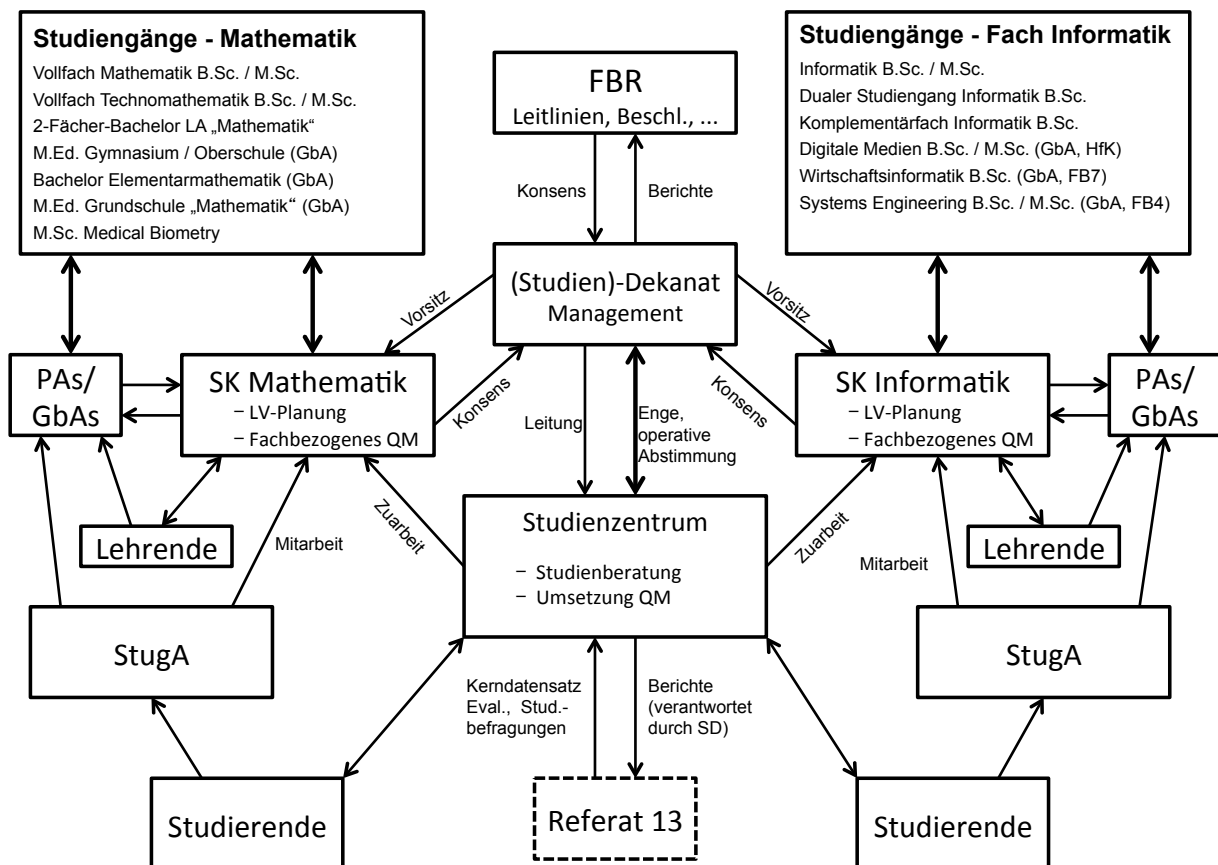 Studiengänge - Mathematik
Vollfach Mathematik B.Sc. / M.Sc.
Vollfach Technomathematik B.Sc. / M.Sc.
2-Fächer-Bachelor LA „Mathematik“
M.Ed. Gymnasium / Oberschule (GbA)
Bachelor Elementarmathematik (GbA)
M.Ed. Grundschule „Mathematik“ (GbA)
M.Sc. Medical Biometry
FBR
Leitlinien, Beschl., ...
Studiengänge - Fach Informatik
Informatik B.Sc. / M.Sc.
Dualer Studiengang Informatik B.Sc.
Komplementärfach Informatik B.Sc.
Digitale Medien B.Sc. / M.Sc. (GbA, HfK)
Wirtschaftsinformatik B.Sc. (GbA, FB7)
Systems Engineering B.Sc. / M.Sc. (GbA, FB4)
Konsens
Berichte
(Studien)-Dekanat
Management
Vorsitz
Vorsitz
PAs/
GbAs
SK Mathematik
– LV-Planung
– Fachbezogenes QM
Konsens
Leitung
Enge,
operative
Abstimmung
Konsens
SK Informatik
– LV-Planung
– Fachbezogenes QM
PAs/
GbAs
Lehrende
Mitarbeit
Zuarbeit
Studienzentrum
– Studienberatung
– Umsetzung QM
Zuarbeit
Mitarbeit
Lehrende
StugA
StugA
Kerndatensatz
Eval., Stud.-
befragungen
Berichte
(verantwortet
durch SD)
Studierende
Referat 13
Studierende